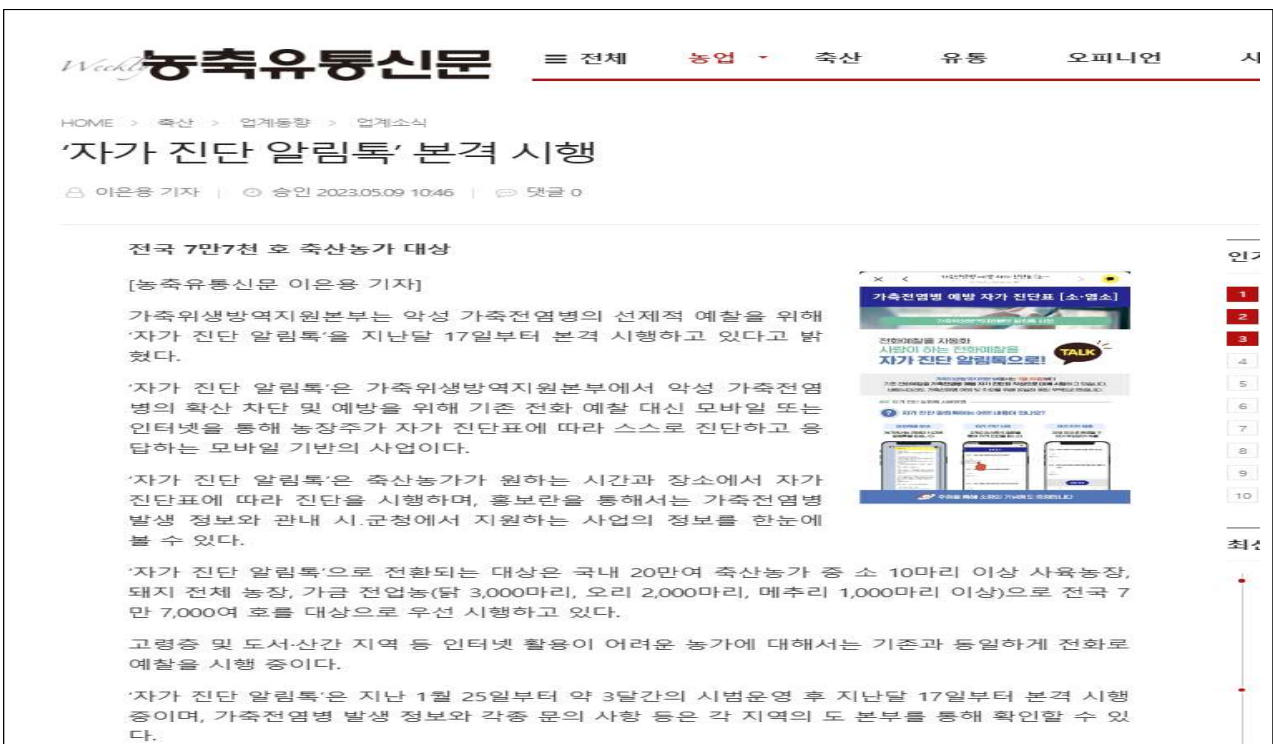 Weekly 농축유통신문
≡ 전체 농업 축산 유통 오피니언
HOME > 축산 > 업계동향 > 업계소식
'자가 진단 알림톡' 본격 시행
이은용 기자 | 승인 2023.05.09 10:46 | 댓글 0
전국 7만7천 호 축산농가 대상
[농축유통신문 이은용 기자]
가축위생방역지원본부는 악성 가축전염병의 선제적 예찰을 위해
'자가 진단 알림톡'을 지난달 17일부터 본격 시행하고 있다고 밝
혔다.
'자가 진단 알림톡'은 가축위생방역지원본부에서 악성 가축전염
병의 확산 차단 및 예방을 위해 기존 전화 예찰 대신 모바일 또는
인터넷을 통해 농장주가 자가 진단표에 따라 스스로 진단하고 응
답하는 모바일 기반의 사업이다.
'자가 진단 알림톡'은 축산농가가 원하는 시간과 장소에서 자가
진단표에 따라 진단을 시행하며, 홍보란을 통해서는 가축전염병
발생 정보와 관내 시.군청에서 지원하는 사업의 정보를 한눈에
볼 수 있다.
가축전염병 예방 자가 진단표 [소·염소]
전화예찰을 자동화
사람이 하는 전화예찰을
자가 진단 알림톡으로!
TALK
'자가 진단 알림톡'으로 전환되는 대상은 국내 20만여 축산농가 중 소 10마리 이상 사육농장,
돼지 전체 농장, 가금 전업농(닭 3,000마리, 오리 2,000마리, 메추리 1,000마리 이상)으로 전국 7
만 7,000여 호를 대상으로 우선 시행하고 있다.
고령층 및 도서·산간 지역 등 인터넷 활용이 어려운 농가에 대해서는 기존과 동일하게 전화로
예찰을 시행 중이다.
'자가 진단 알림톡'은 지난 1월 25일부터 약 3달간의 시범운영 후 지난달 17일부터 본격 시행
중이며, 가축전염병 발생 정보와 각종 문의 사항 등은 각 지역의 도 본부를 통해 확인할 수 있
다.
1
2
3
4
5
6
7
8
9
10